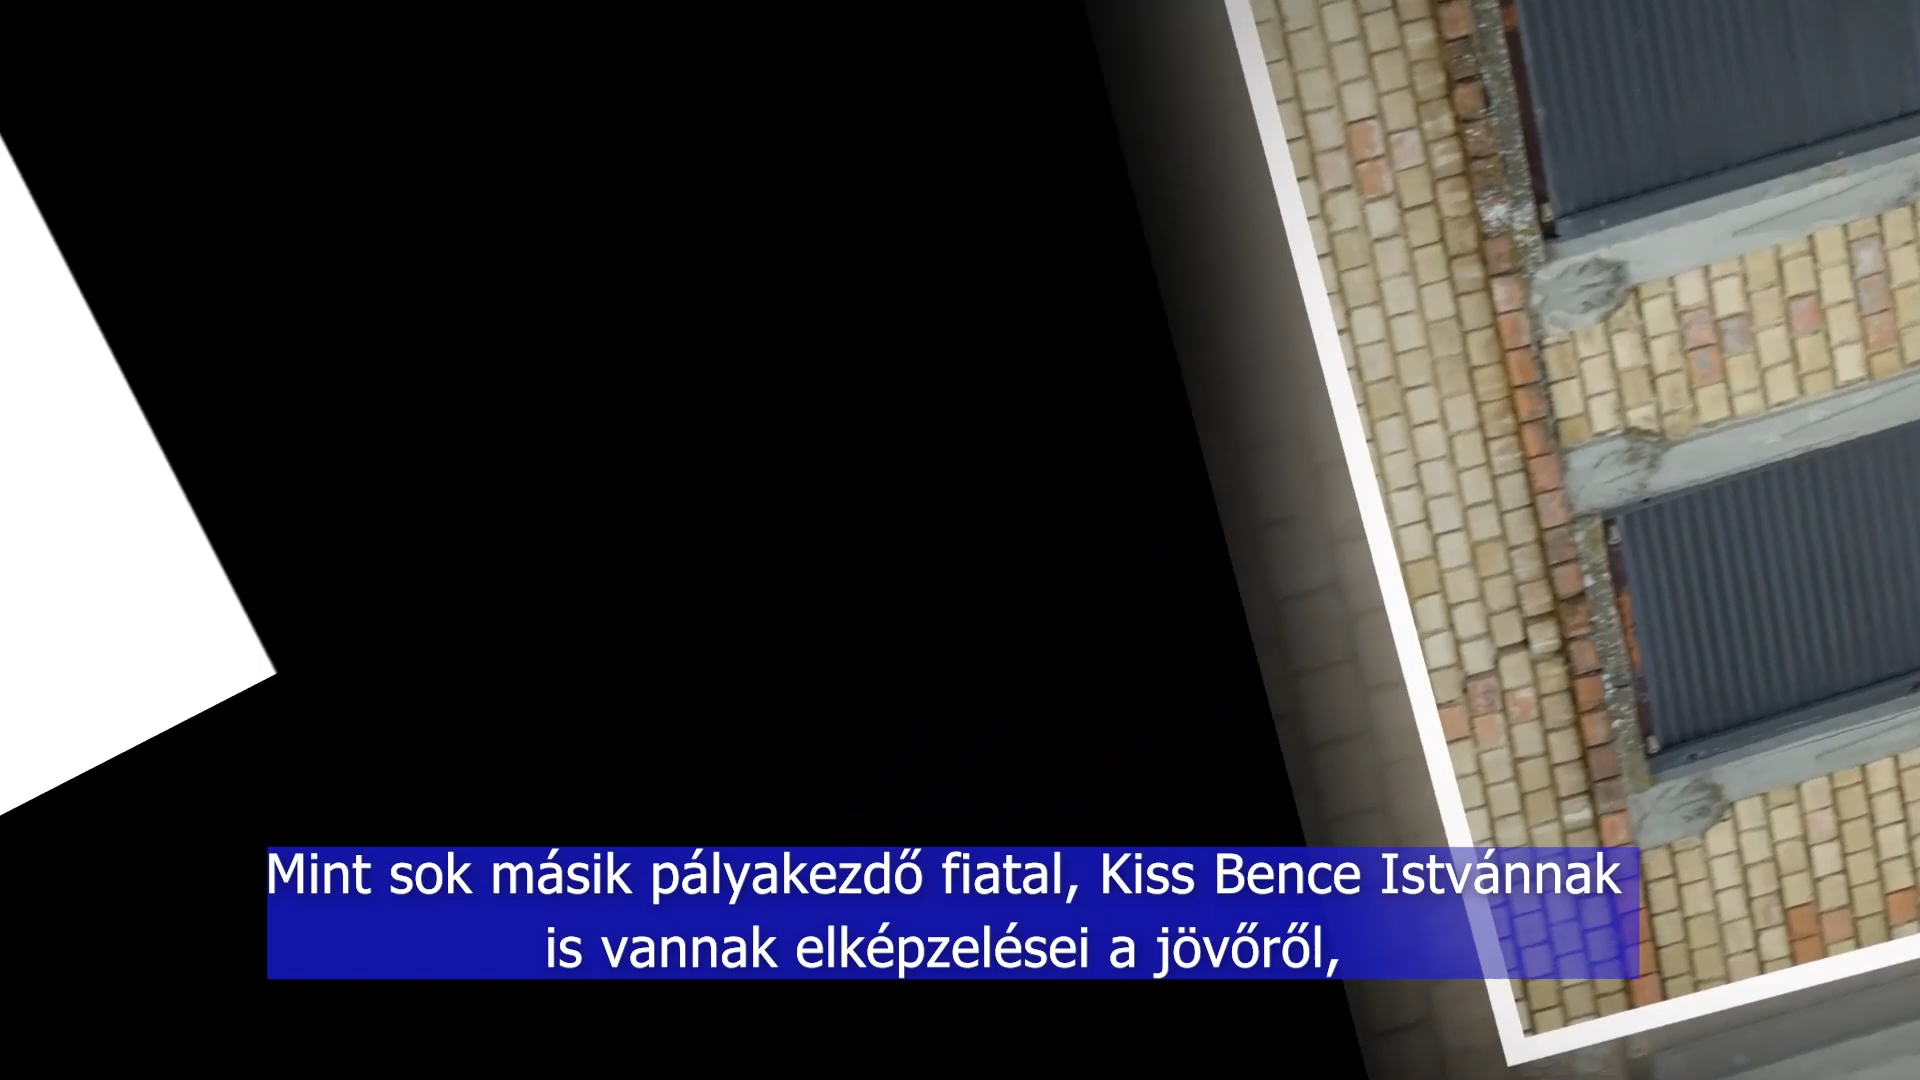 Mint sok másik pályakezdő fiatal, Kiss Bence Istvánnak
is vannak elképzelései a jövőről,